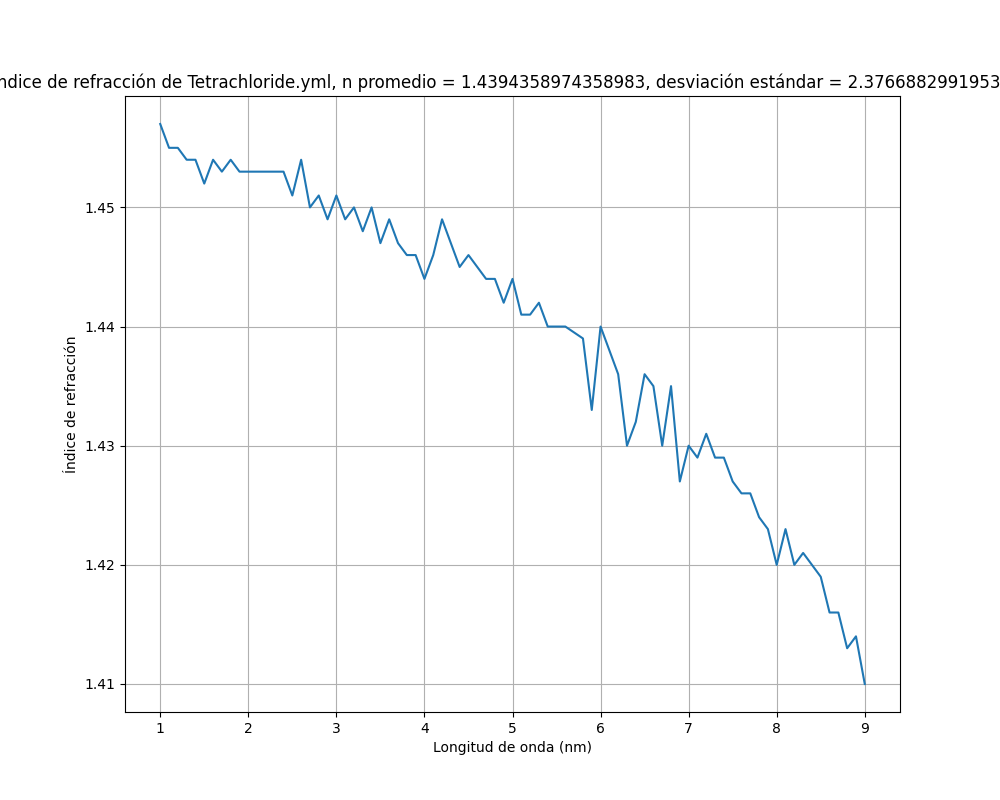 ndice de refracción de Tetrachloride.yml, n promedio = 1.4394358974358983, desviación estándar = 2.3766882991953
1.45
1.44
1.43
1.42
1.41
Índice de refracción
1 2 3 4 5 6 7 8 9
Longitud de onda (nm)